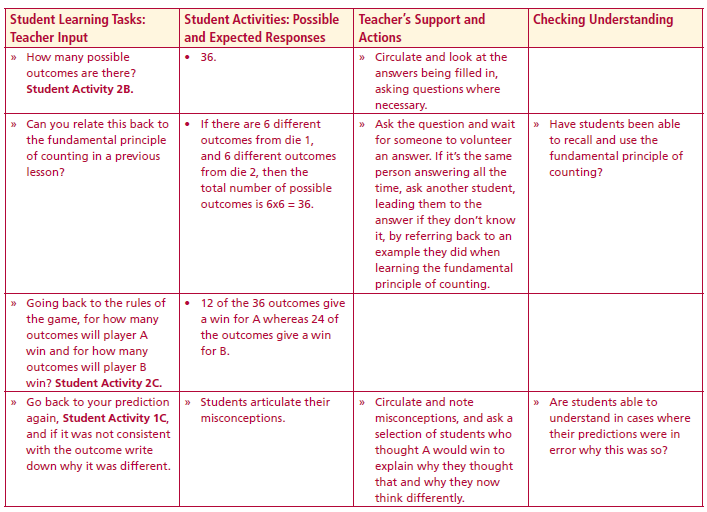 Student Learning Tasks:
Teacher Input
Student Activities: Possible
and Expected Responses
Teacher's Support and
Actions
Checking Understanding
» How many possible
outcomes are there?
Student Activity 2B.
• 36.
» Circulate and look at the
answers being filled in,
asking questions where
necessary.
» Can you relate this back to
the fundamental principle
of counting in a previous
lesson?
• If there are 6 different
outcomes from die 1,
and 6 different outcomes
from die 2, then the
total number of possible
outcomes is 6x6 = 36.
» Ask the question and wait
for someone to volunteer
an answer. If it's the same
person answering all the
time, ask another student,
leading them to the
answer if they don't know
it, by referring back to an
example they did when
learning the fundamental
principle of counting.
» Have students been able
to recall and use the
fundamental principle of
counting?
» Going back to the rules of
the game, for how many
outcomes will player A
win and for how many
outcomes will player B
win? Student Activity 2C.
• 12 of the 36 outcomes give
a win for A whereas 24 of
the outcomes give a win
for B.
» Go back to your prediction
again, Student Activity 1C,
and if it was not consistent
with the outcome write
down why it was different.
» Students articulate their
misconceptions.
» Circulate and note
misconceptions, and ask a
selection of students who
thought A would win to
explain why they thought
that and why they now
think differently.
» Are students able to
understand in cases where
their predictions were in
error why this was so?